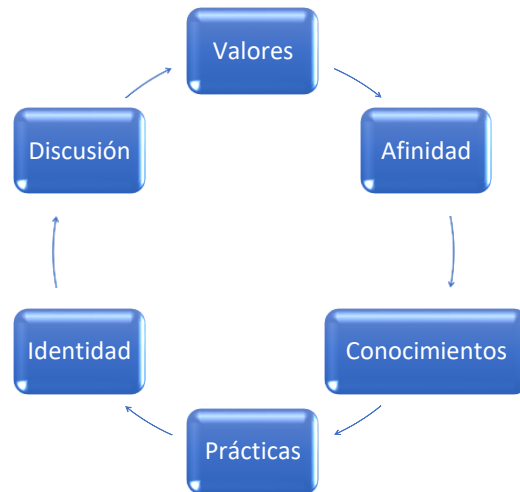 Valores
Afinidad
Conocimientos
Prácticas
Identidad
Discusión